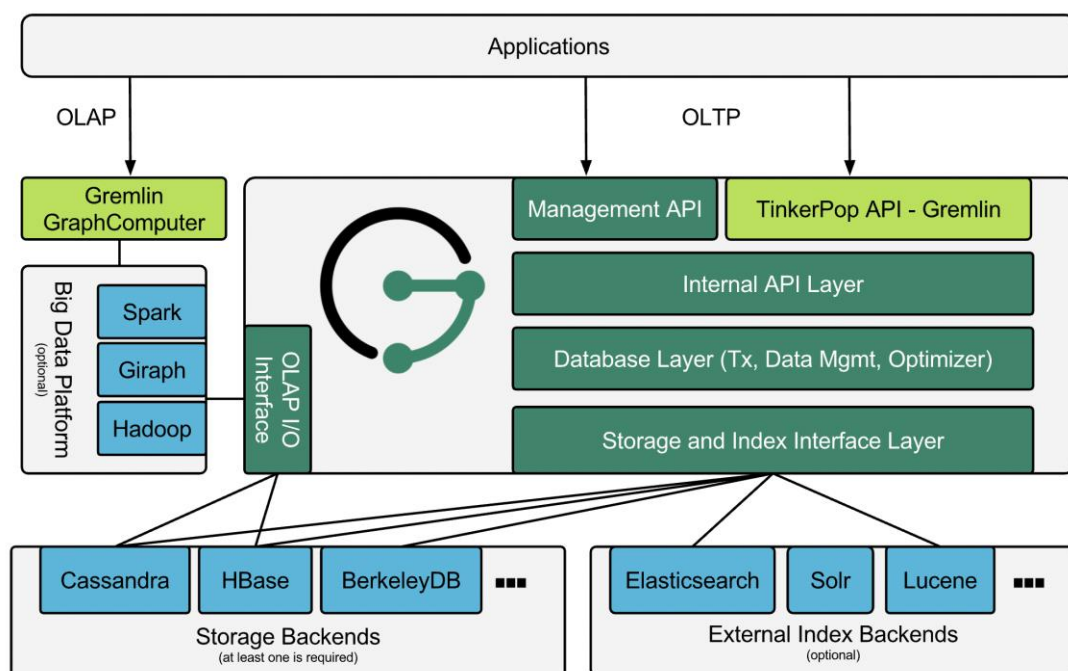 Applications
OLAP
OLTP
Gremlin
GraphComputer
Management API
TinkerPop API - Gremlin
Big Data Platform
(optional)
Spark
Giraph
Hadoop
OLAP I/O
Interface
Internal API Layer
Database Layer (Tx, Data Mgmt, Optimizer)
Storage and Index Interface Layer
Cassandra
HBase
BerkeleyDB
Storage Backends
(at least one is required)
Elasticsearch
Solr
Lucene
External Index Backends
(optional)